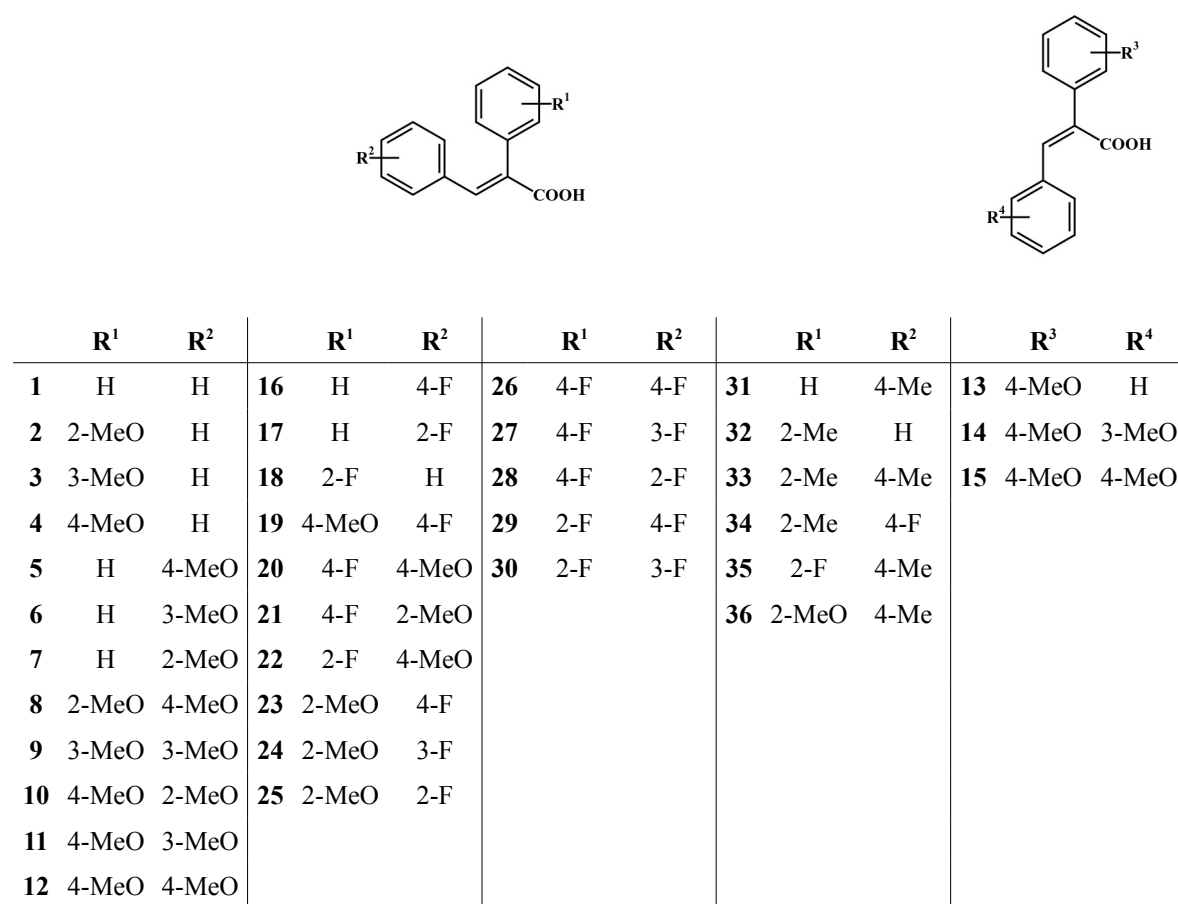 R¹
R²
COOH
R³
COOH
R⁴
R¹ R² R¹ R² R¹ R² R¹ R² R³ R⁴
1 H H 16 H 4-F 26 4-F 4-F 31 H 4-Me 13 4-MeO H
2 2-MeO H 17 H 2-F 27 4-F 3-F 32 2-Me H 14 4-MeO 3-MeO
3 3-MeO H 18 2-F H 28 4-F 2-F 33 2-Me 4-Me 15 4-MeO 4-MeO
4 4-MeO H 19 4-MeO 4-F 29 2-F 4-F 34 2-Me 4-F
5 H 4-MeO 20 4-F 4-MeO 30 2-F 3-F 35 2-F 4-Me
6 H 3-MeO 21 4-F 2-MeO 36 2-MeO 4-Me
7 H 2-MeO 22 2-F 4-MeO
8 2-MeO 4-MeO 23 2-MeO 4-F
9 3-MeO 3-MeO 24 2-MeO 3-F
10 4-MeO 2-MeO 25 2-MeO 2-F
11 4-MeO 3-MeO
12 4-MeO 4-MeO